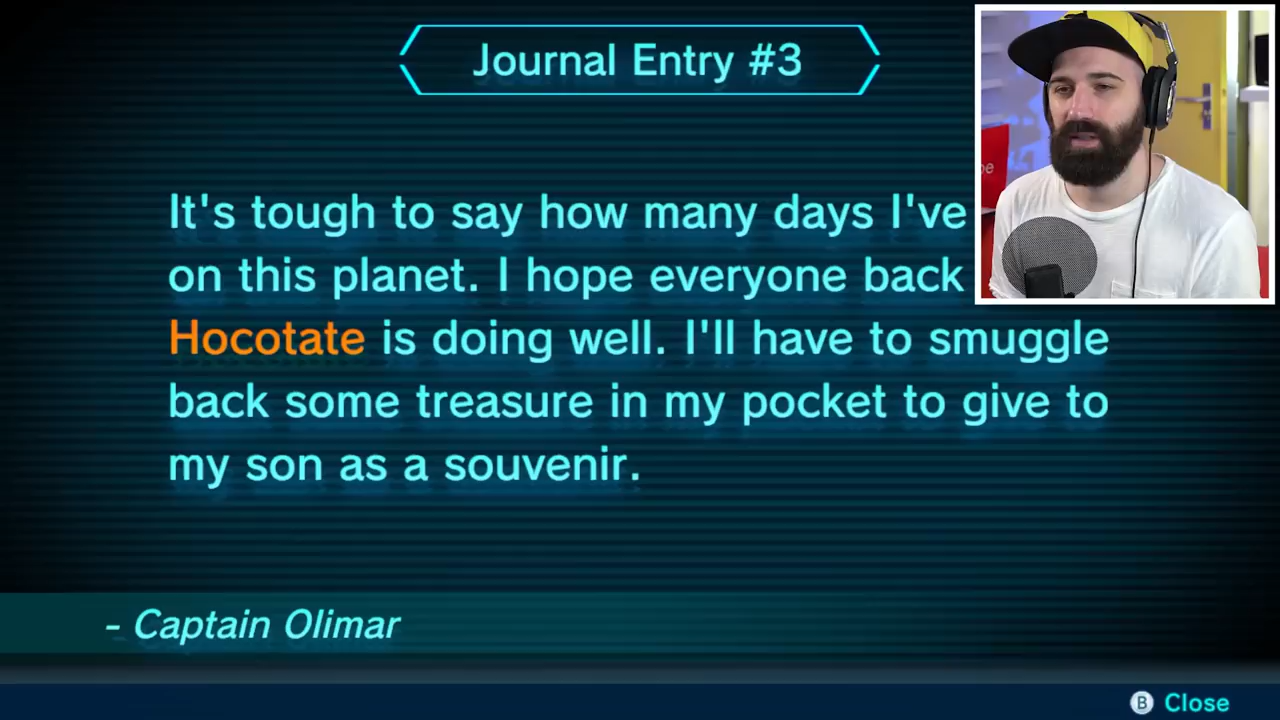 Journal Entry #3
It's tough to say how many days I've
on this planet. I hope everyone back
Hocotate is doing well. I'll have to smuggle
back some treasure in my pocket to give to
my son as a souvenir.
- Captain Olimar
B Close